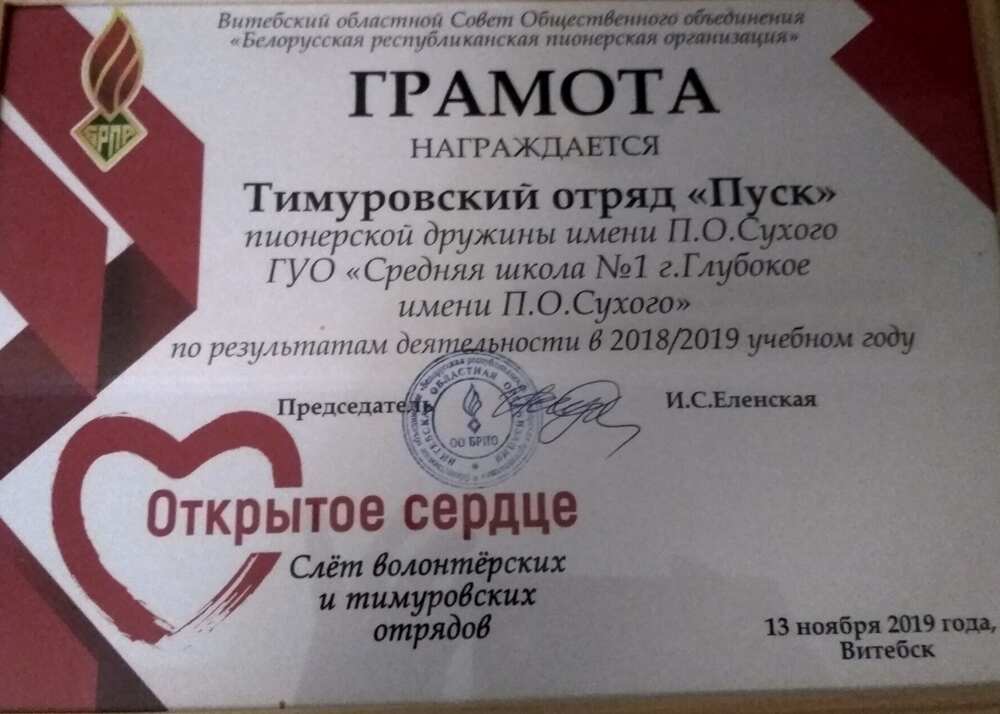 Витебский областной Совет Общественного объединения
«Белорусская республиканская пионерская организация»
БРПО
ГРАМОТА
НАГРАЖДАЕТСЯ
Тимуровский отряд «Пуск»
пионерской дружины имени П.О.Сухого
ГУО «Средняя школа №1 г.Глубокое
имени П.О.Сухого»
по результатам деятельности в 2018/2019 учебном году
Председатель
И.С.Еленская
ОО БРПО
Открытое сердце
Слёт волонтёрских
и тимуровских
отрядов
13 ноября 2019 года,
Витебск